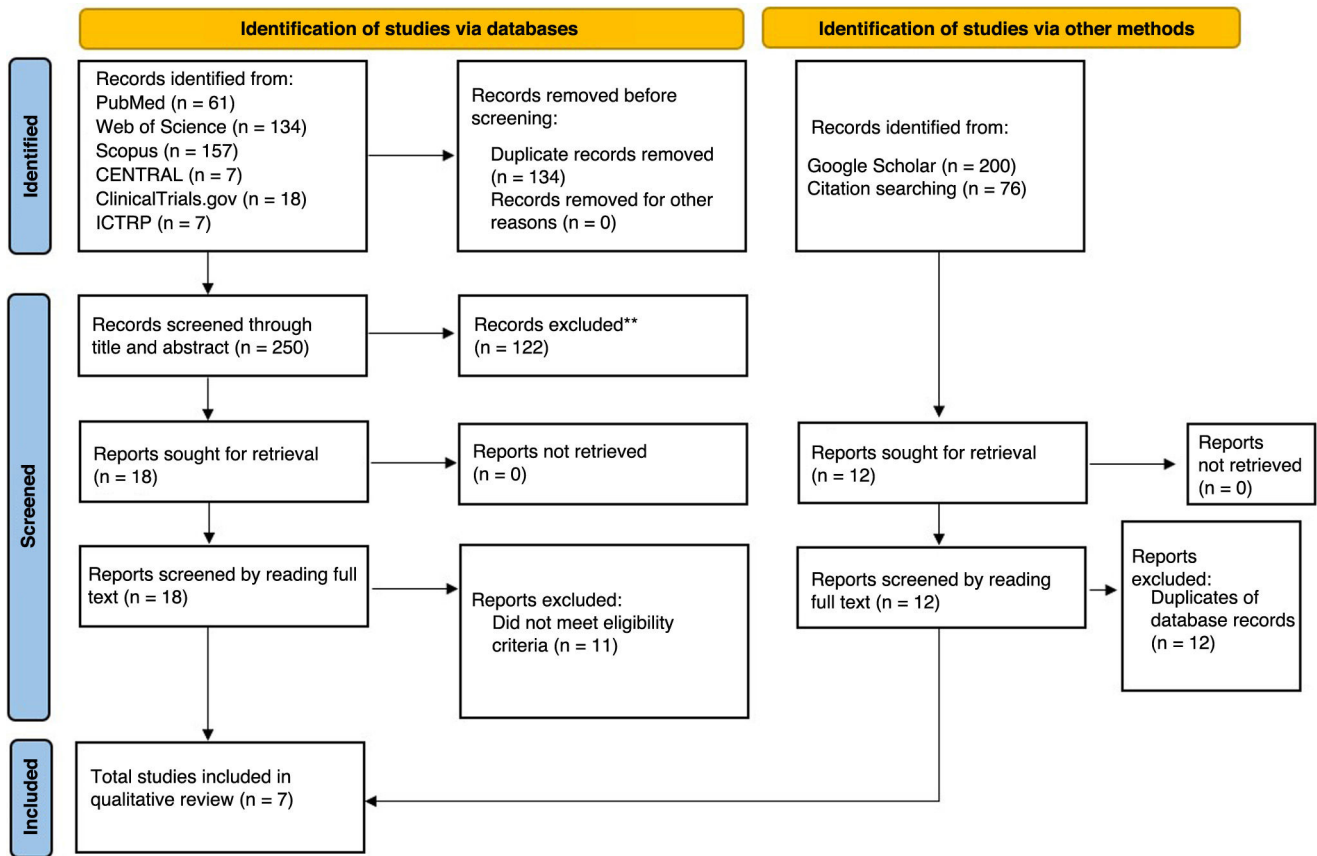 Identification of studies via databases
Identification of studies via other methods
Identified
Records identified from:
PubMed (n = 61)
Web of Science (n = 134)
Scopus (n = 157)
CENTRAL (n = 7)
ClinicalTrials.gov (n = 18)
ICTRP (n = 7)
Records removed before
screening:
Duplicate records removed
(n = 134)
Records removed for other
reasons (n = 0)
Records identified from:
Google Scholar (n = 200)
Citation searching (n = 76)
Screened
Records screened through
title and abstract (n = 250)
Records excluded**
(n = 122)
Reports sought for retrieval
(n = 18)
Reports not retrieved
(n = 0)
Reports sought for retrieval
(n = 12)
Reports
not retrieved
(n = 0)
Reports screened by reading full
text (n = 18)
Reports excluded:
Did not meet eligibility
criteria (n = 11)
Reports screened by reading
full text (n = 12)
Reports
excluded:
Duplicates of
database records
(n = 12)
Included
Total studies included in
qualitative review (n = 7)